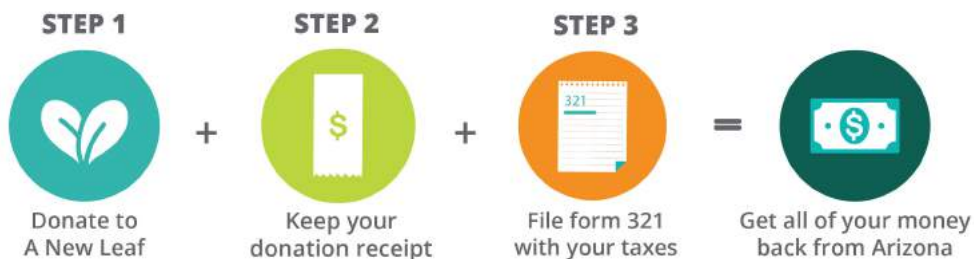 STEP 1
STEP 2
STEP 3
$
321
$
+
+
=
Donate to
A New Leaf
Keep your
donation receipt
File form 321
with your taxes
Get all of your money
back from Arizona